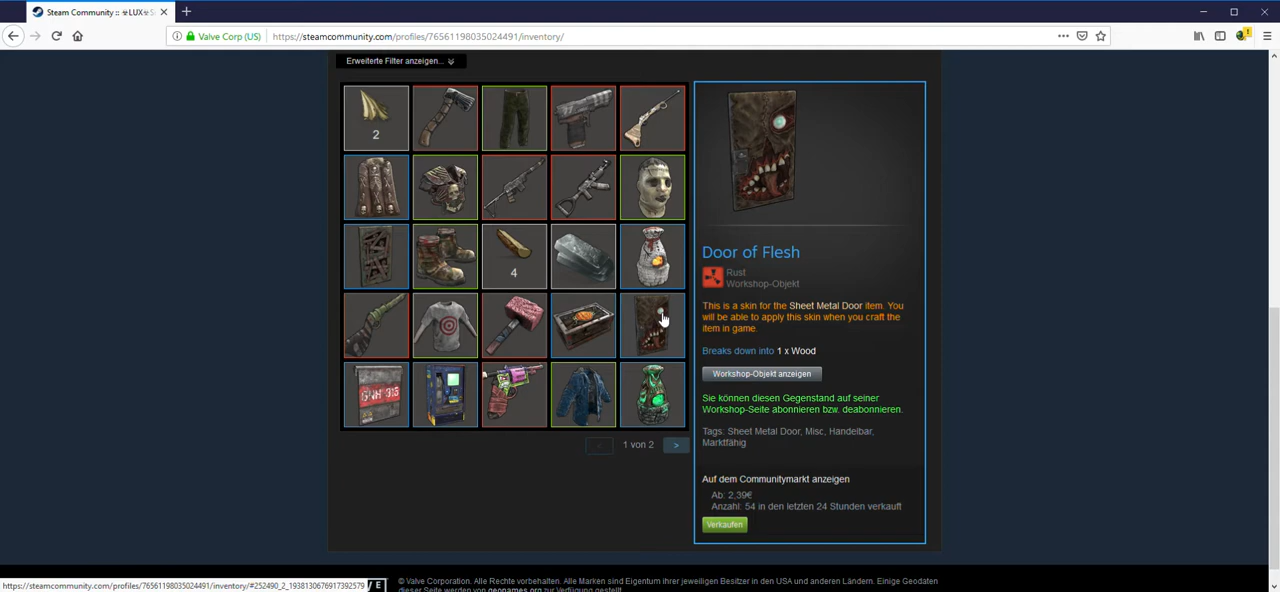 Steam Community :: ☣LUX☣S
Valve Corp (US)
https://steamcommunity.com/profiles/76561198035024491/inventory/
Erweiterte Filter anzeigen...
2
4
GNH 315
1 von 2
>
Door of Flesh
Rust
Workshop-Objekt
This is a skin for the Sheet Metal Door item. You
will be able to apply this skin when you craft the
item in game.
Breaks down into 1 x Wood
Workshop-Objekt anzeigen
Sie können diesen Gegenstand auf seiner
Workshop-Seite abonnieren bzw. deabonnieren.
Tags: Sheet Metal Door, Misc, Handelbar,
Marktfähig
Auf dem Communitymarkt anzeigen
Ab: 2,39€
Anzahl: 54 in den letzten 24 Stunden verkauft
Verkaufen
https://steamcommunity.com/profiles/76561198035024491/inventory/#252490_2_1938130676917392579
VE
© Valve Corporation. Alle Rechte vorbehalten. Alle Marken sind Eigentum ihrer jeweiligen Besitzer in den USA und anderen Ländern. Einige Geodaten
dieser Seite werden von geonames.org zur Verfügung gestellt.